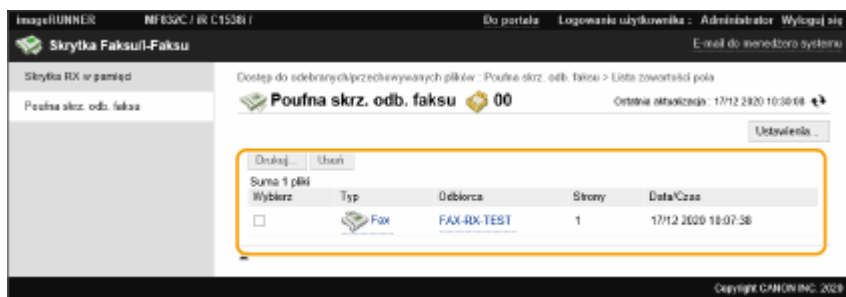 imageRUNNER MF832C / iR C1538i / Do portalu Logowanie użytkownika : Administrator Wyloguj się
Skrytka Faksu/I-Faksu E-mail do menedżera systemu
Skrytka RX w pamięci Dostęp do odebranych/przechowywanych plików : Poufna skrz. odb. faksu > Lista zawartości pola
Poufna skrz. odb. faksu Poufna skrz. odb. faksu 00 Ostatnia aktualizacja : 17/12 2020 10:30:08
Ustawienia...
Drukuj... Usuń
Suma 1 pliki
Wybierz Typ Odbiorca Strony Data/Czas
Fax FAX-RX-TEST 1 17/12 2020 10:07:38
Copyright CANON INC. 2020